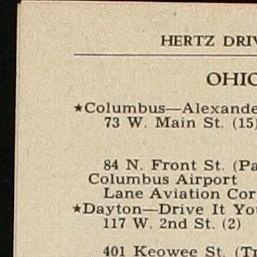 HERTZ DRIV
OHIO
★Columbus—Alexande
73 W. Main St. (15)
84 N. Front St. (Pa
Columbus Airport
Lane Aviation Cor
★Dayton—Drive It You
117 W. 2nd St. (2)
401 Keowee St. (Tr